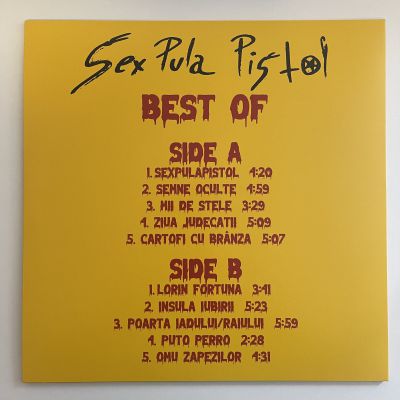 Sex Pula Pistol
BEST OF
SIDE A
1. SEXPULAPISTOL 4:20
2. SEMNE OCULTE 4:59
3. MII DE STELE 3:29
4. ZIUA JUDECATII 5:09
5. CARTOFI CU BRÂNZA 5:07
SIDE B
1. LORIN FORTUNA 3:41
2. INSULA IUBIRII 5:23
3. POARTA IADULUI/RAIULUI 5:59
4. PUTO PERRO 2:28
5. OMU ZAPEZILOR 4:31